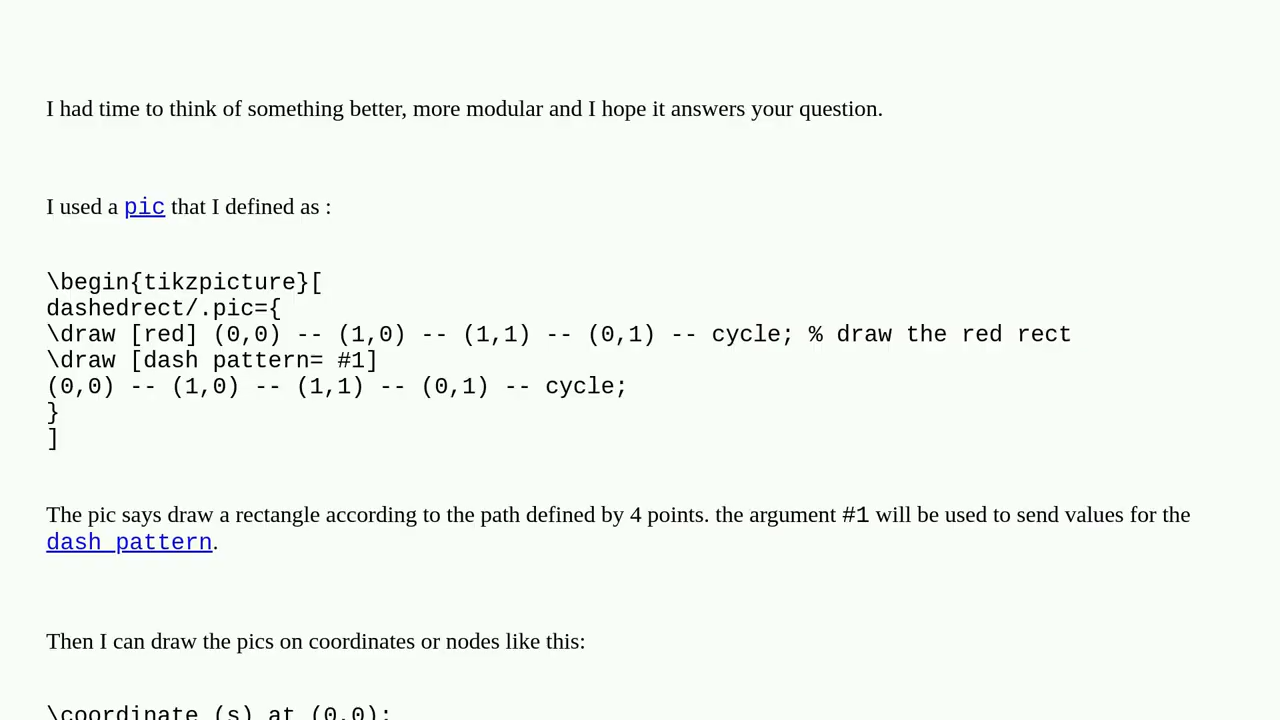 I had time to think of something better, more modular and I hope it answers your question.
I used a pic that I defined as :
\begin{tikzpicture}[
dashedrect/.pic={
\draw [red] (0,0) -- (1,0) -- (1,1) -- (0,1) -- cycle; % draw the red rect
\draw [dash pattern= #1]
(0,0) -- (1,0) -- (1,1) -- (0,1) -- cycle;
}
]
The pic says draw a rectangle according to the path defined by 4 points. the argument #1 will be used to send values for the
dash pattern.
Then I can draw the pics on coordinates or nodes like this:
\coordinate (s) at (0,0);